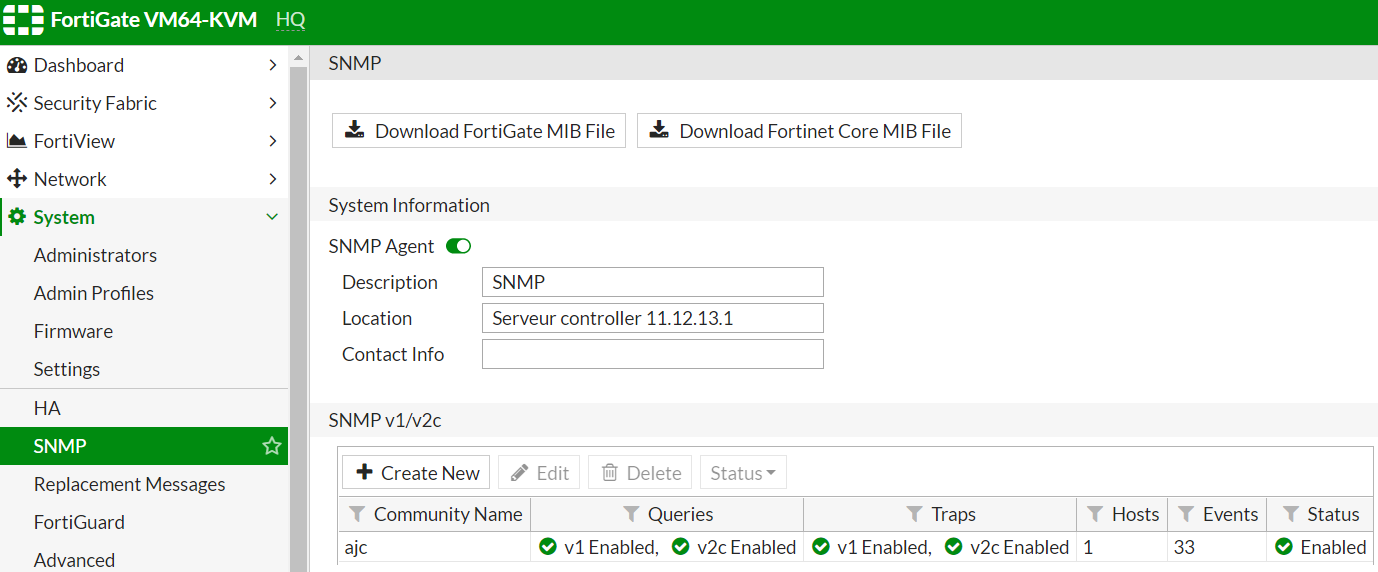 FortiGate VM64-KVM HQ
Dashboard
Security Fabric
FortiView
Network
System
Administrators
Admin Profiles
Firmware
Settings
HA
SNMP
Replacement Messages
FortiGuard
Advanced
SNMP
Download FortiGate MIB File Download Fortinet Core MIB File
System Information
SNMP Agent
Description SNMP
Location Serveur controller 11.12.13.1
Contact Info
SNMP v1/v2c
Create New Edit Delete Status
Community Name Queries Traps Hosts Events Status
ajc v1 Enabled, v2c Enabled v1 Enabled, v2c Enabled 1 33 Enabled